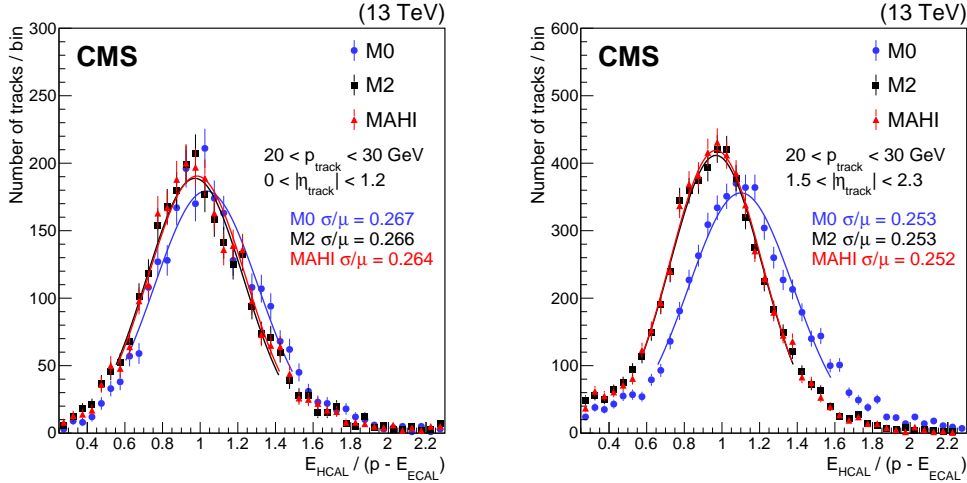 (13 TeV)
CMS
M0
M2
MAHI
20 < p_track < 30 GeV
0 < |η_track| < 1.2
M0 σ/μ = 0.267
M2 σ/μ = 0.266
MAHI σ/μ = 0.264
Number of tracks / bin
300
250
200
150
100
50
0
0.4 0.6 0.8 1 1.2 1.4 1.6 1.8 2 2.2
E_HCAL / (p - E_ECAL)
(13 TeV)
CMS
M0
M2
MAHI
20 < p_track < 30 GeV
1.5 < |η_track| < 2.3
M0 σ/μ = 0.253
M2 σ/μ = 0.253
MAHI σ/μ = 0.252
Number of tracks / bin
600
500
400
300
200
100
0
0.4 0.6 0.8 1 1.2 1.4 1.6 1.8 2 2.2
E_HCAL / (p - E_ECAL)